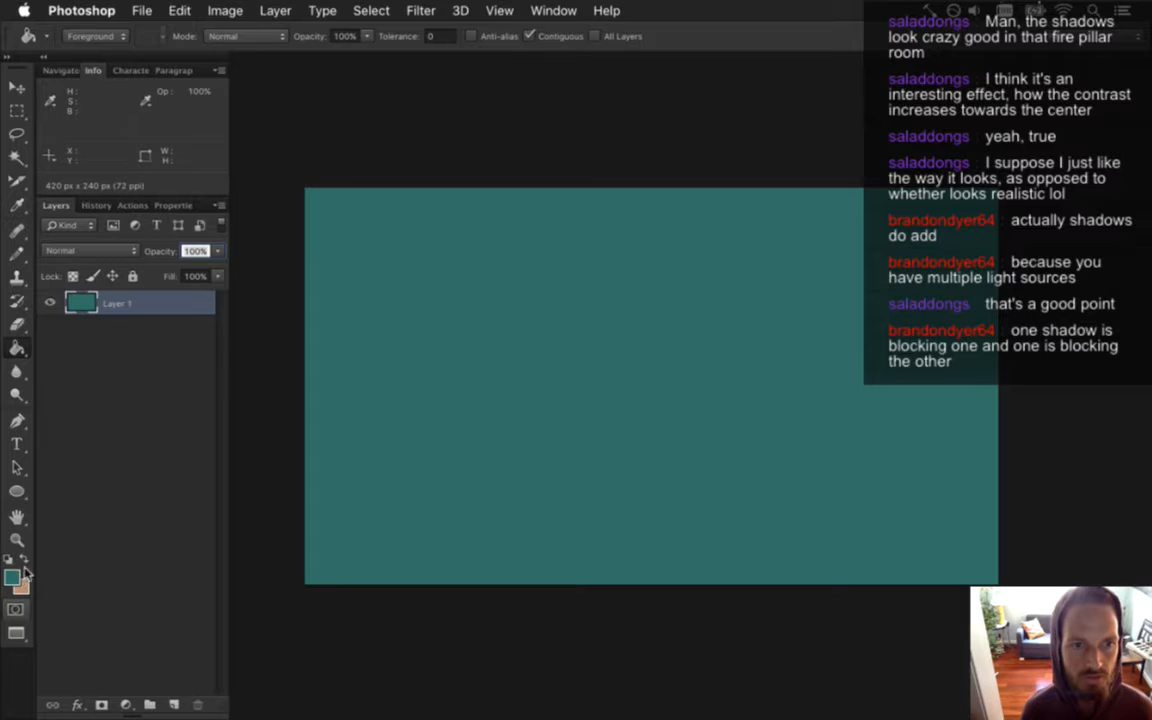 Photoshop File Edit Image Layer Type Select Filter 3D View Window Help
Foreground Mode: Normal Opacity: 100% Tolerance: 0 Anti-alias Contiguous All Layers
Navigato Info Characte Paragrap
H:
S:
B:
Op: 100%
X:
Y:
W:
H:
420 px x 240 px (72 ppi)
Layers History Actions Propertie
Kind
Normal Opacity: 100%
Lock: Fill: 100%
Layer 1
saladdongs Man, the shadows
look crazy good in that fire pillar
room
saladdongs I think it's an
interesting effect, how the contrast
increases towards the center
saladdongs yeah, true
saladdongs I suppose I just like
the way it looks, as opposed to
whether looks realistic lol
brandondyer64 actually shadows
do add
brandondyer64 because you
have multiple light sources
saladdongs that's a good point
brandondyer64 one shadow is
blocking one and one is blocking
the other